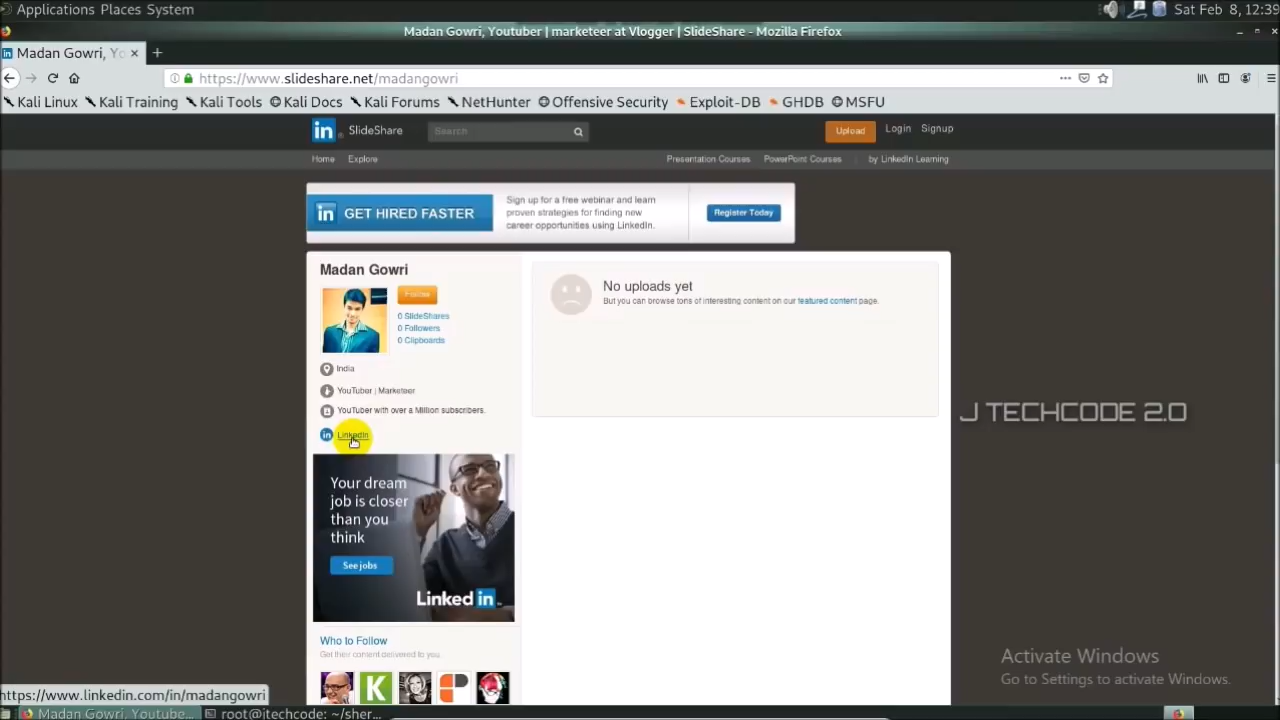 Applications Places System
Sat Feb 8, 12:39
Madan Gowri, Youtuber | marketeer at Vlogger | SlideShare - Mozilla Firefox
Madan Gowri, Yo
https://www.slideshare.net/madangowri
Kali Linux Kali Training Kali Tools Kali Docs Kali Forums NetHunter Offensive Security Exploit-DB GHDB MSFU
in SlideShare Search Upload Login Signup
Home Explore Presentation Courses PowerPoint Courses by LinkedIn Learning
in GET HIRED FASTER
Sign up for a free webinar and learn
proven strategies for finding new
career opportunities using LinkedIn.
Register Today
Madan Gowri
Follow
0 SlideShares
0 Followers
0 Clipboards
India
YouTuber | Marketeer
YouTuber with over a Million subscribers.
in LinkedIn
No uploads yet
But you can browse tons of interesting content on our featured content page.
J TECHCODE 2.0
Your dream
job is closer
than you
think
See jobs
Linked in
Who to Follow
Get their content delivered to you.
K
Activate Windows
Go to Settings to activate Windows.
https://www.linkedin.com/in/madangowri
Madan Gowri, Youtube... root@techcode: ~/sher...